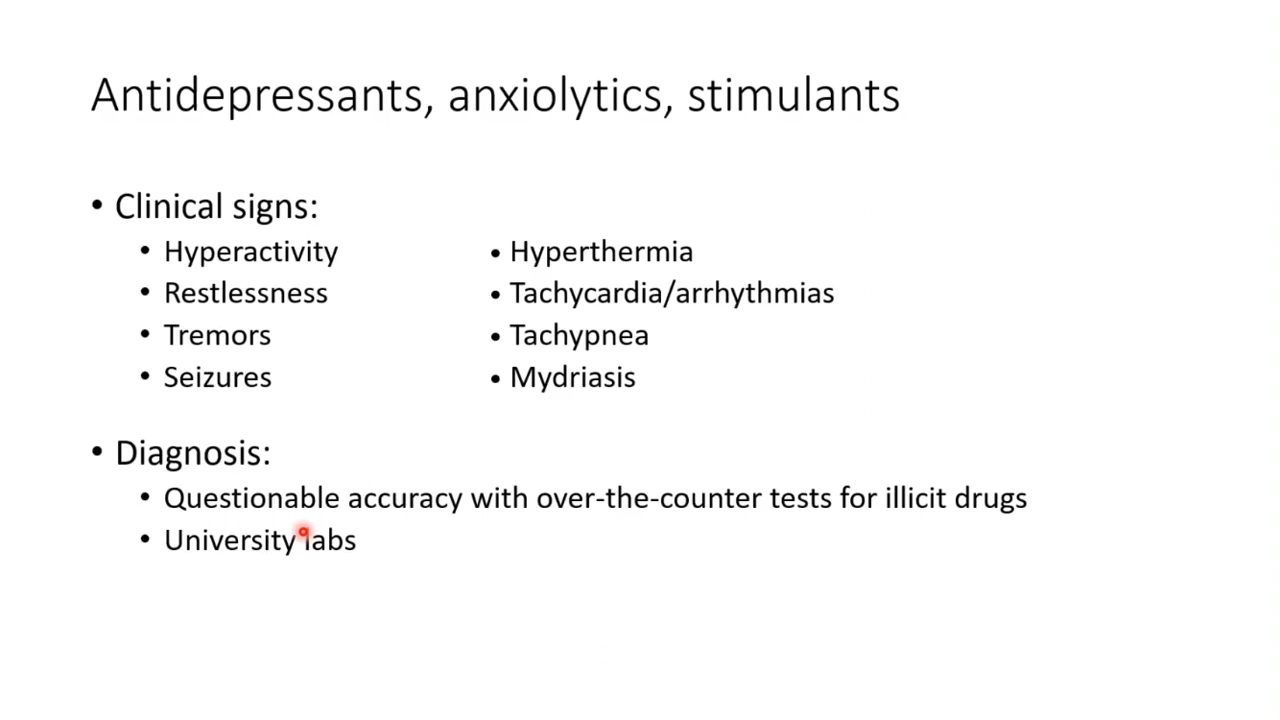 Antidepressants, anxiolytics, stimulants
• Clinical signs:
• Hyperactivity
• Restlessness
• Tremors
• Seizures
• Hyperthermia
• Tachycardia/arrhythmias
• Tachypnea
• Mydriasis
• Diagnosis:
• Questionable accuracy with over-the-counter tests for illicit drugs
• University labs